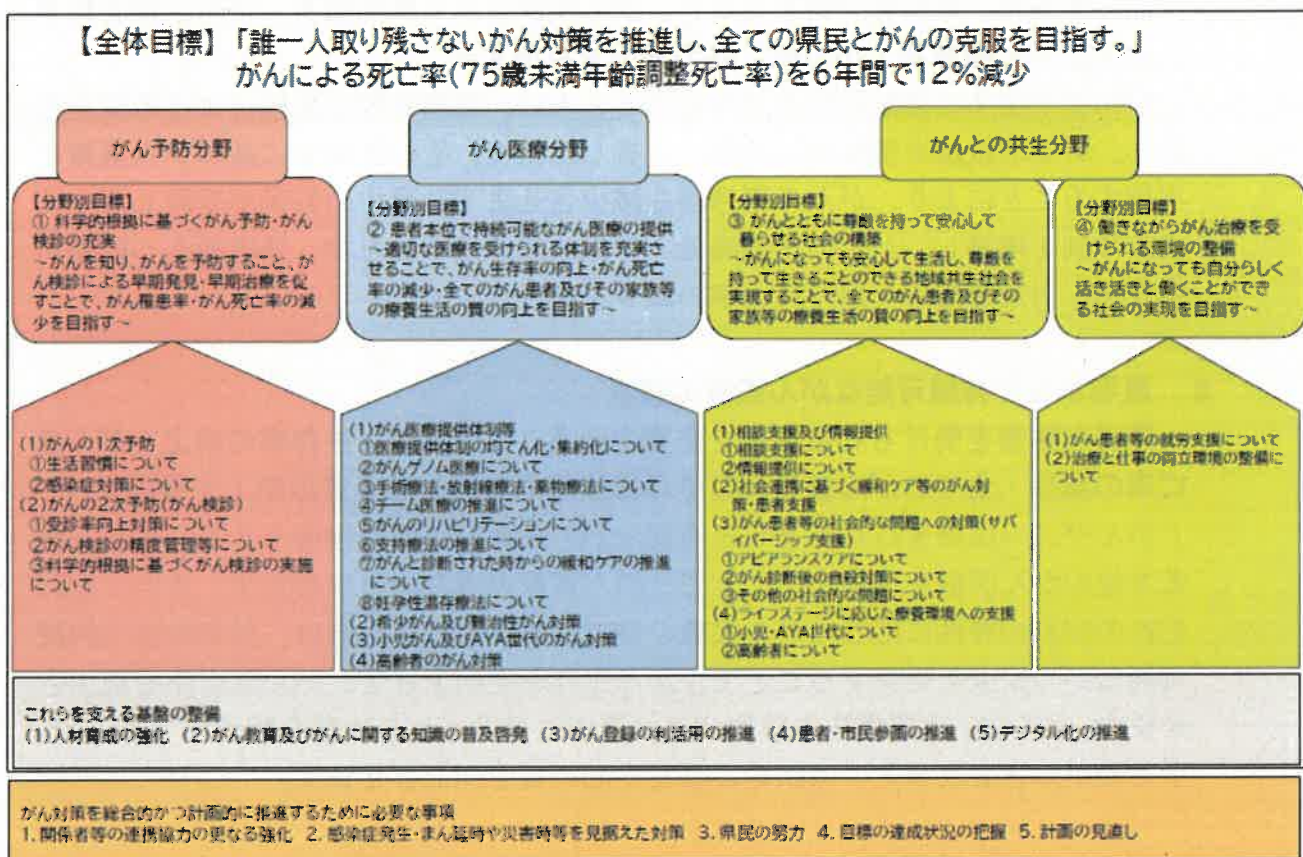 【全体目標】「誰一人取り残さないがん対策を推進し、全ての県民とがんの克服を目指す。」
がんによる死亡率(75歳未満年齢調整死亡率)を6年間で12%減少
がん予防分野
【分野別目標】
① 科学的根拠に基づくがん予防・がん
検診の充実
～がんを知り、がんを予防すること、が
ん検診による早期発見・早期治療を促
すことで、がん罹患率・がん死亡率の減
少を目指す～
(1)がんの1次予防
①生活習慣について
②感染症対策について
(2)がんの2次予防(がん検診)
①受診率向上対策について
②がん検診の精度管理等について
③科学的根拠に基づくがん検診の実施
について
がん医療分野
【分野別目標】
② 患者本位で持続可能ながん医療の提供
～適切な医療を受けられる体制を充実さ
せることで、がん生存率の向上・がん死亡
率の減少・全てのがん患者及びその家族等
の療養生活の質の向上を目指す～
(1)がん医療提供体制等
①医療提供体制の均てん化・集約化について
②がんゲノム医療について
③手術療法・放射線療法・薬物療法について
④チーム医療の推進について
⑤がんのリハビリテーションについて
⑥支持療法の推進について
⑦がんと診断された時からの緩和ケアの推進
について
⑧妊孕性温存療法について
(2)希少がん及び難治性がん対策
(3)小児がん及びAYA世代のがん対策
(4)高齢者のがん対策
がんとの共生分野
【分野別目標】
③ がんとともに尊厳を持って安心して
暮らせる社会の構築
～がんになっても安心して生活し、尊厳を
持って生きることのできる地域共生社会を
実現することで、全てのがん患者及びその
家族等の療養生活の質の向上を目指す～
(1)相談支援及び情報提供
①相談支援について
②情報提供について
(2)社会連携に基づく緩和ケア等のがん対
策・患者支援
(3)がん患者等の社会的な問題への対策(サバ
イバーシップ支援)
①アピアランスケアについて
②がん診断後の自殺対策について
③その他の社会的な問題について
(4)ライフステージに応じた療養環境への支援
①小児・AYA世代について
②高齢者について
【分野別目標】
④ 働きながらがん治療を受
けられる環境の整備
～がんになっても自分らしく
活き活きと働くことができ
る社会の実現を目指す～
(1)がん患者等の就労支援について
(2)治療と仕事の両立環境の整備に
ついて
これらを支える基盤の整備
(1)人材育成の強化 (2)がん教育及びがんに関する知識の普及啓発 (3)がん登録の利活用の推進 (4)患者・市民参画の推進 (5)デジタル化の推進
がん対策を総合的かつ計画的に推進するために必要な事項
1. 関係者等の連携協力の更なる強化 2. 感染症発生・まん延時や災害時等を見据えた対策 3. 県民の努力 4. 目標の達成状況の把握 5. 計画の見直し